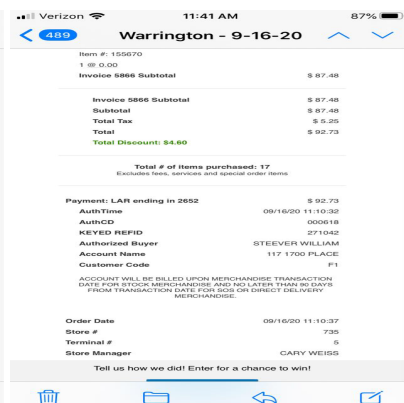 Verizon 11:41 AM 87%
489 Warrington - 9-16-20
Item #: 155670
1 @ 0.00
Invoice 5866 Subtotal $ 87.48
Invoice 5866 Subtotal $ 87.48
Subtotal $ 87.48
Total Tax $ 5.25
Total $ 92.73
Total Discount: $4.60
Total # of items purchased: 17
Excludes fees, services and special order items
Payment: LAR ending in 2652 $ 92.73
AuthTime 09/16/20 11:10:32
AuthCD 000618
KEYED REFID 271042
Authorized Buyer STEEVER WILLIAM
Account Name 117 1700 PLACE
Customer Code F1
ACCOUNT WILL BE BILLED UPON MERCHANDISE TRANSACTION
DATE FOR STOCK MERCHANDISE AND NO LATER THAN 90 DAYS
FROM TRANSACTION DATE FOR SOS OR DIRECT DELIVERY
MERCHANDISE.
Order Date 09/16/20 11:10:37
Store # 735
Terminal # 5
Store Manager CARY WEISS
Tell us how we did! Enter for a chance to win!